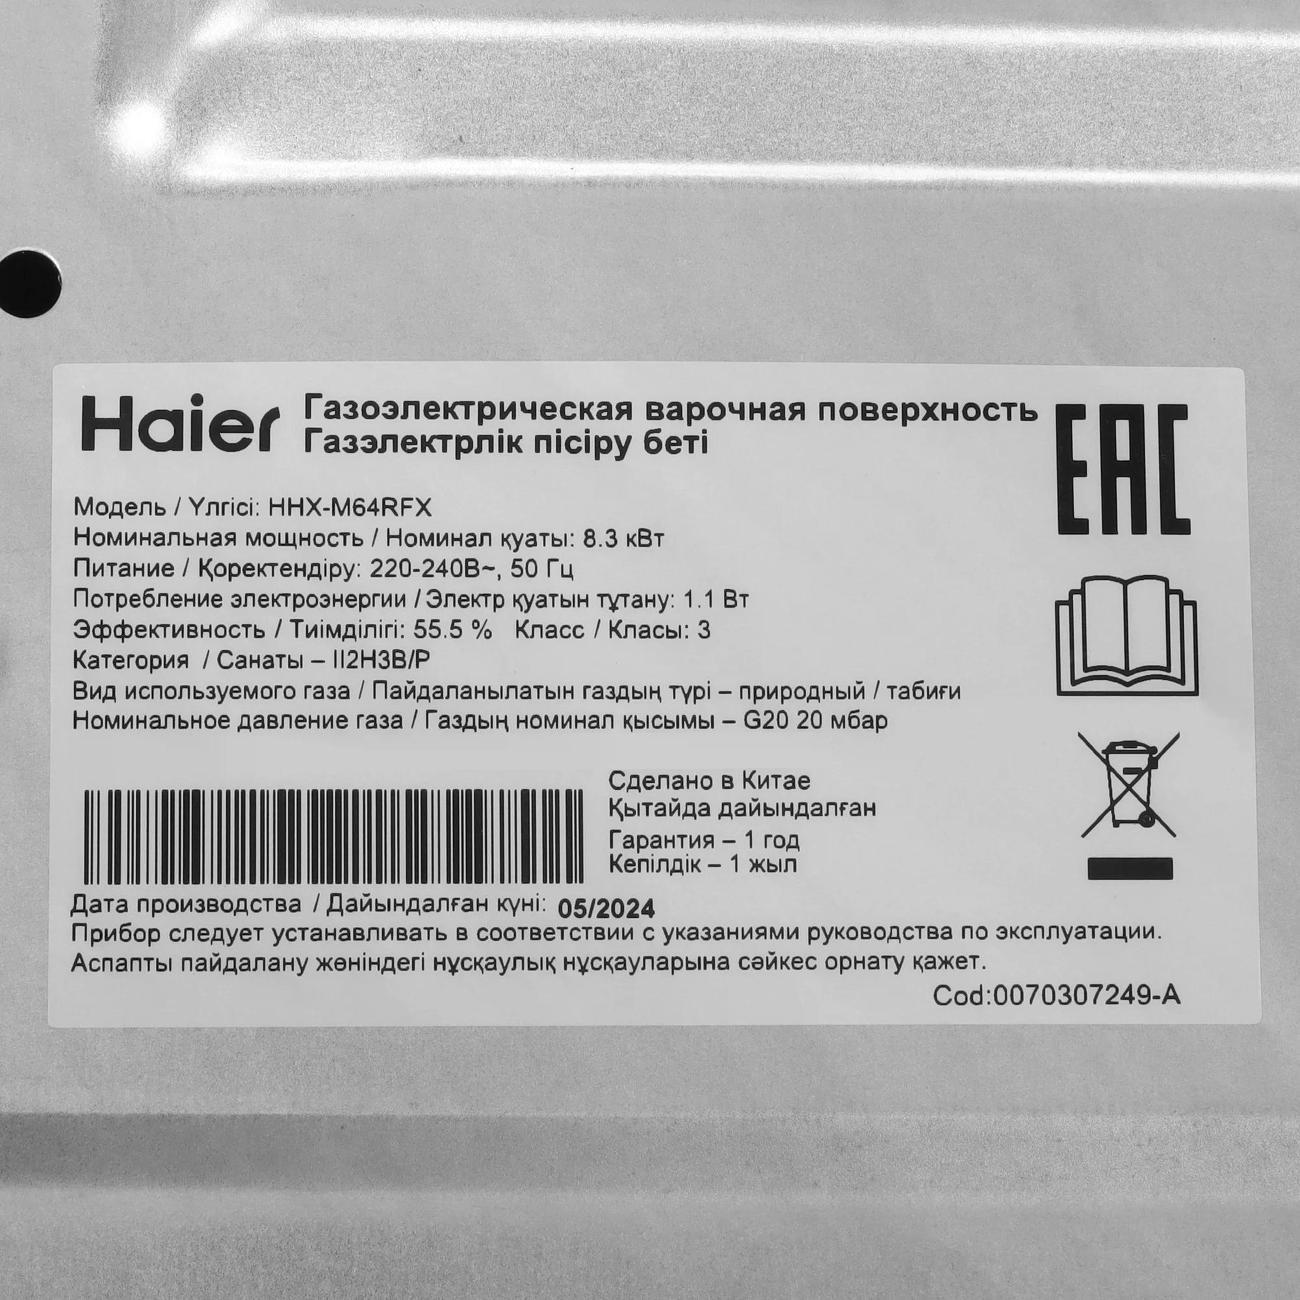 Haier
Газоэлектрическая варочная поверхность
Газэлектрлік пісіру беті
EAC
Модель / Үлгісі: HHX-M64RFX
Номинальная мощность / Номинал қуаты: 8.3 кВт
Питание / Қоректендіру: 220-240В~, 50 Гц
Потребление электроэнергии / Электр қуатын тұтану: 1.1 Вт
Эффективность / Тиімділігі: 55.5 % Класс / Класы: 3
Категория / Санаты – II2H3B/P
Вид используемого газа / Пайдаланылатын газдың түрі – природный / табиғи
Номинальное давление газа / Газдың номинал қысымы – G20 20 мбар
Сделано в Китае
Қытайда дайындалған
Гарантия – 1 год
Кепілдік – 1 жыл
Дата производства / Дайындалған күні: 05/2024
Прибор следует устанавливать в соответствии с указаниями руководства по эксплуатации.
Аспапты пайдалану жөніндегі нұсқаулық нұсқауларына сәйкес орнату қажет.
Cod:0070307249-A